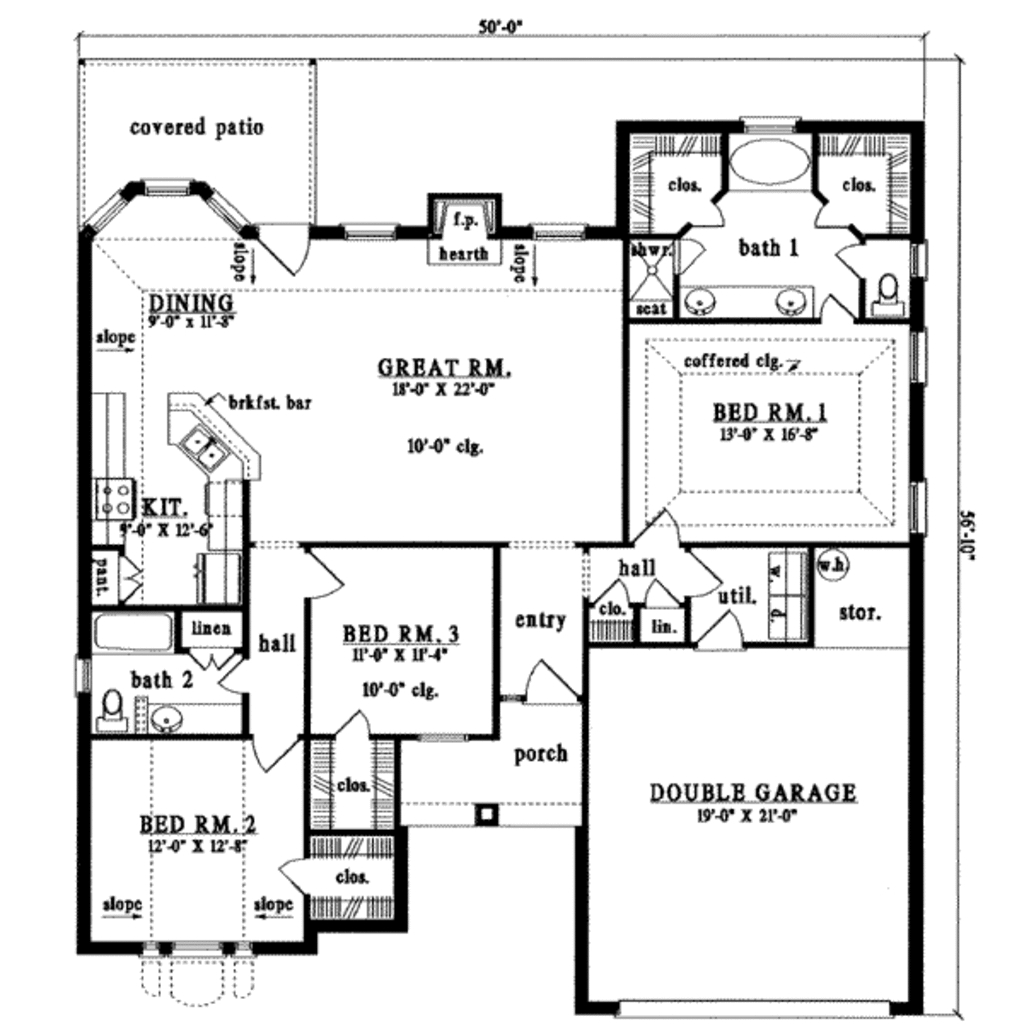 50'-0"
covered patio
clos.
clos.
f.p.
bath 1
slope
hearth
slope
shwr.
seat
DINING
9'-0" X 11'-8"
slope
GREAT RM.
18'-0" X 22'-0"
coffered clg.
brkfst. bar
BED RM. 1
13'-0" X 16'-8"
10'-0" clg.
KIT.
9'-0" X 12'-6"
56'-10"
pant.
hall
w.
d.
w.h
util.
clo.
lin.
stor.
linen
hall
BED RM. 3
11'-0" X 11'-4"
entry
bath 2
10'-0" clg.
porch
clos.
DOUBLE GARAGE
19'-0" X 21'-0"
BED RM. 2
12'-0" X 12'-8"
clos.
slope
slope